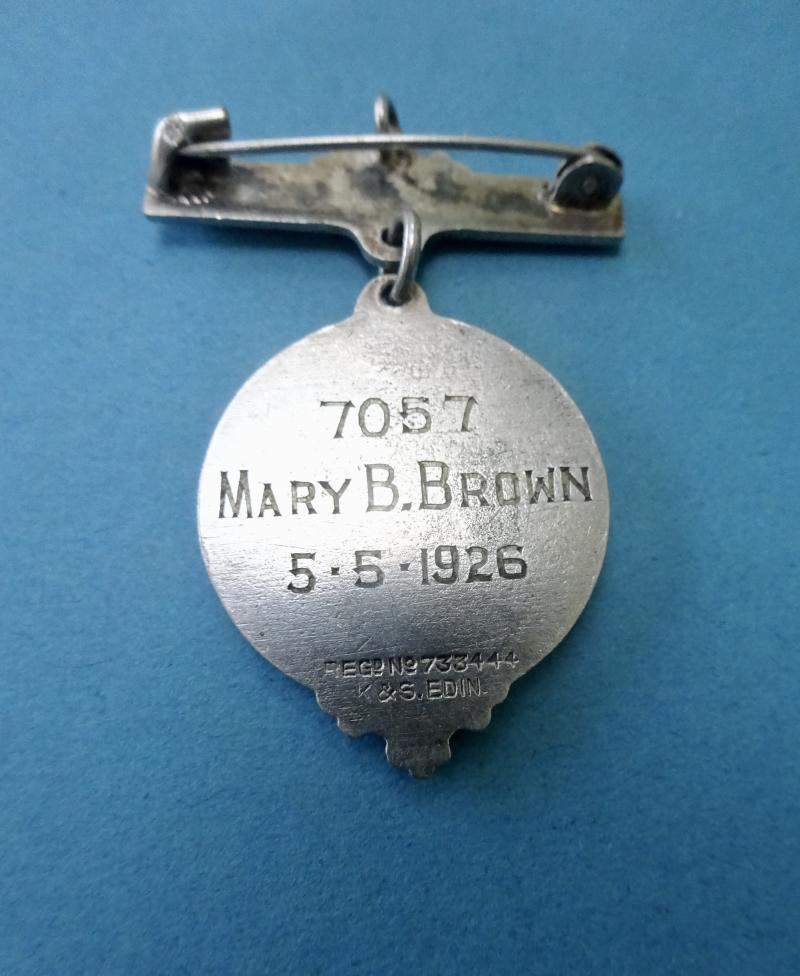 7057
MARY B. BROWN
5·5·1926
REGD No 733444
K & S. EDIN.